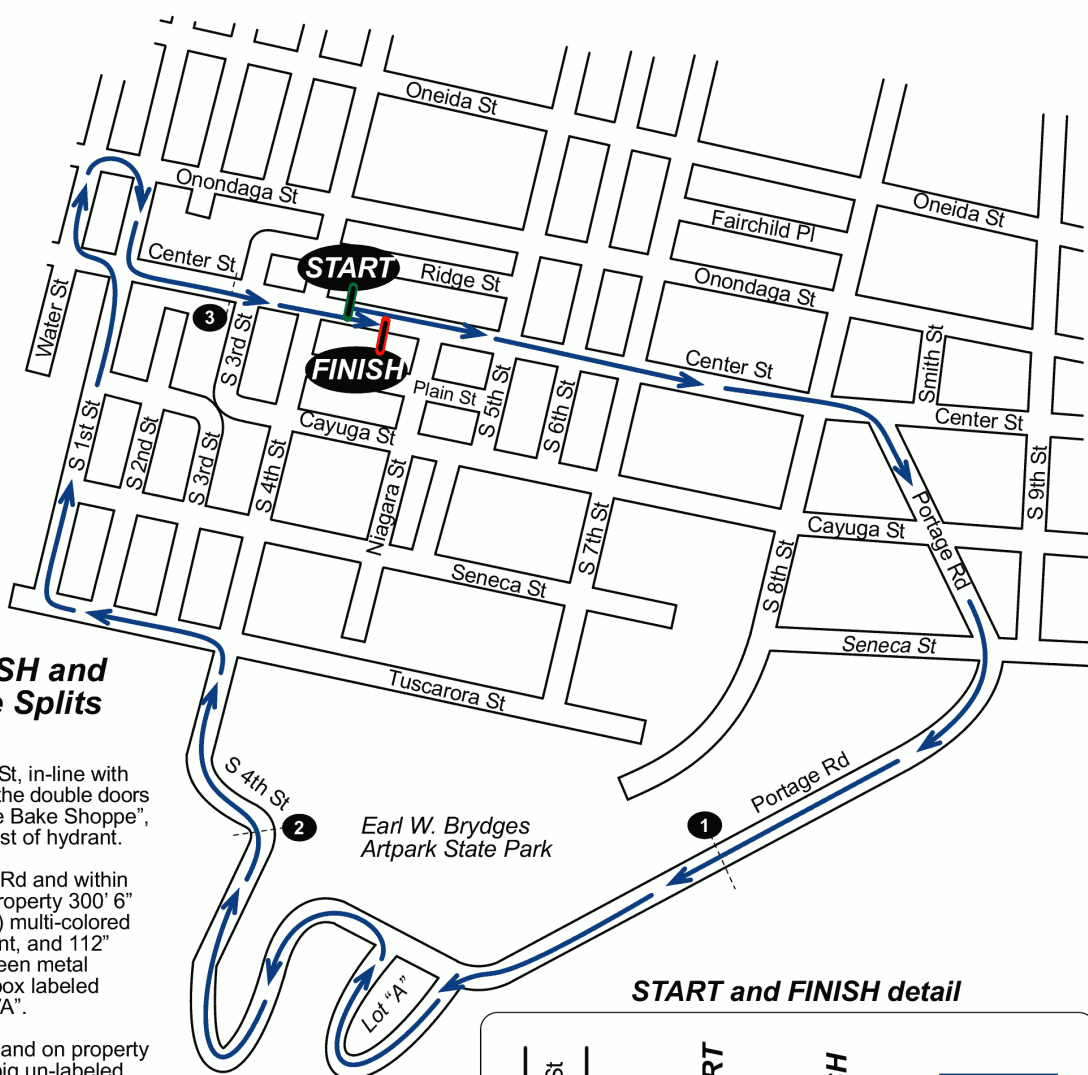 Oneida St
Onondaga St
Oneida St
Fairchild Pl
Center St
START
Ridge St
Onondaga St
Water St
3
S 3rd St
FINISH
Smith St
Center St
Plain St
S 5th St
S 6th St
Center St
Cayuga St
S 1st St
S 2nd St
S 3rd St
S 4th St
Niagara St
S 9th St
Portage Rd
Cayuga St
S 7th St
S 8th St
Seneca St
Seneca St
Tuscarora St
SH and
e Splits
S 4th St
Portage Rd
St, in-line with
the double doors
e Bake Shoppe”,
st of hydrant.
2
Earl W. Brydges
Artpark State Park
1
Rd and within
roperty 300’ 6”
) multi-colored
nt, and 112”
een metal
box labeled
“A”.
Lot “A”
START and FINISH detail
and on property
big un-labeled
St